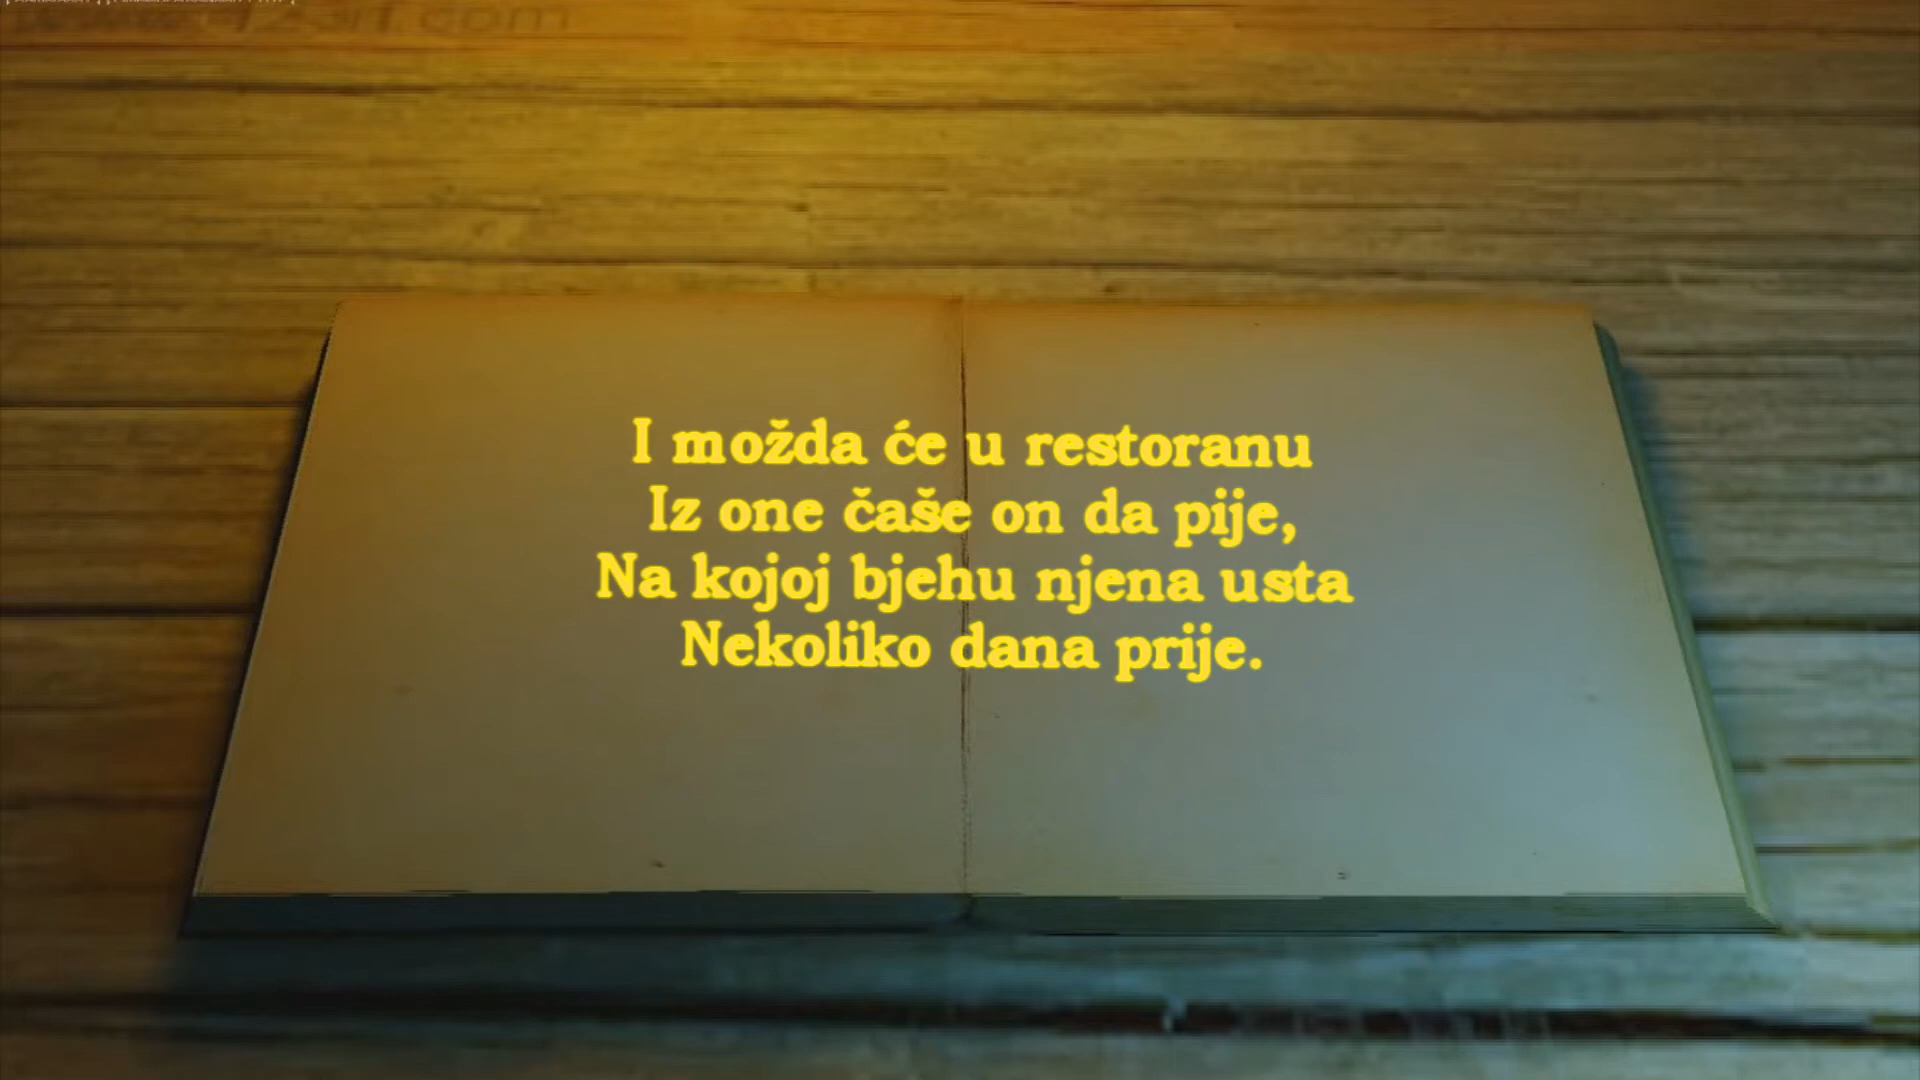 I možda će u restoranu
Iz one čaše on da pije,
Na kojoj bjehu njena usta
Nekoliko dana prije.